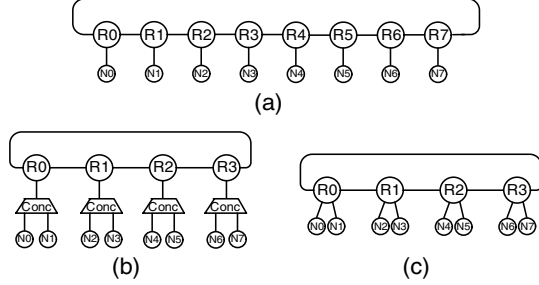 R0 R1 R2 R3 R4 R5 R6 R7
N0 N1 N2 N3 N4 N5 N6 N7
(a)
R0 R1 R2 R3
Conc Conc Conc Conc
N0 N1 N2 N3 N4 N5 N6 N7
(b)
R0 R1 R2 R3
N0 N1 N2 N3 N4 N5 N6 N7
(c)